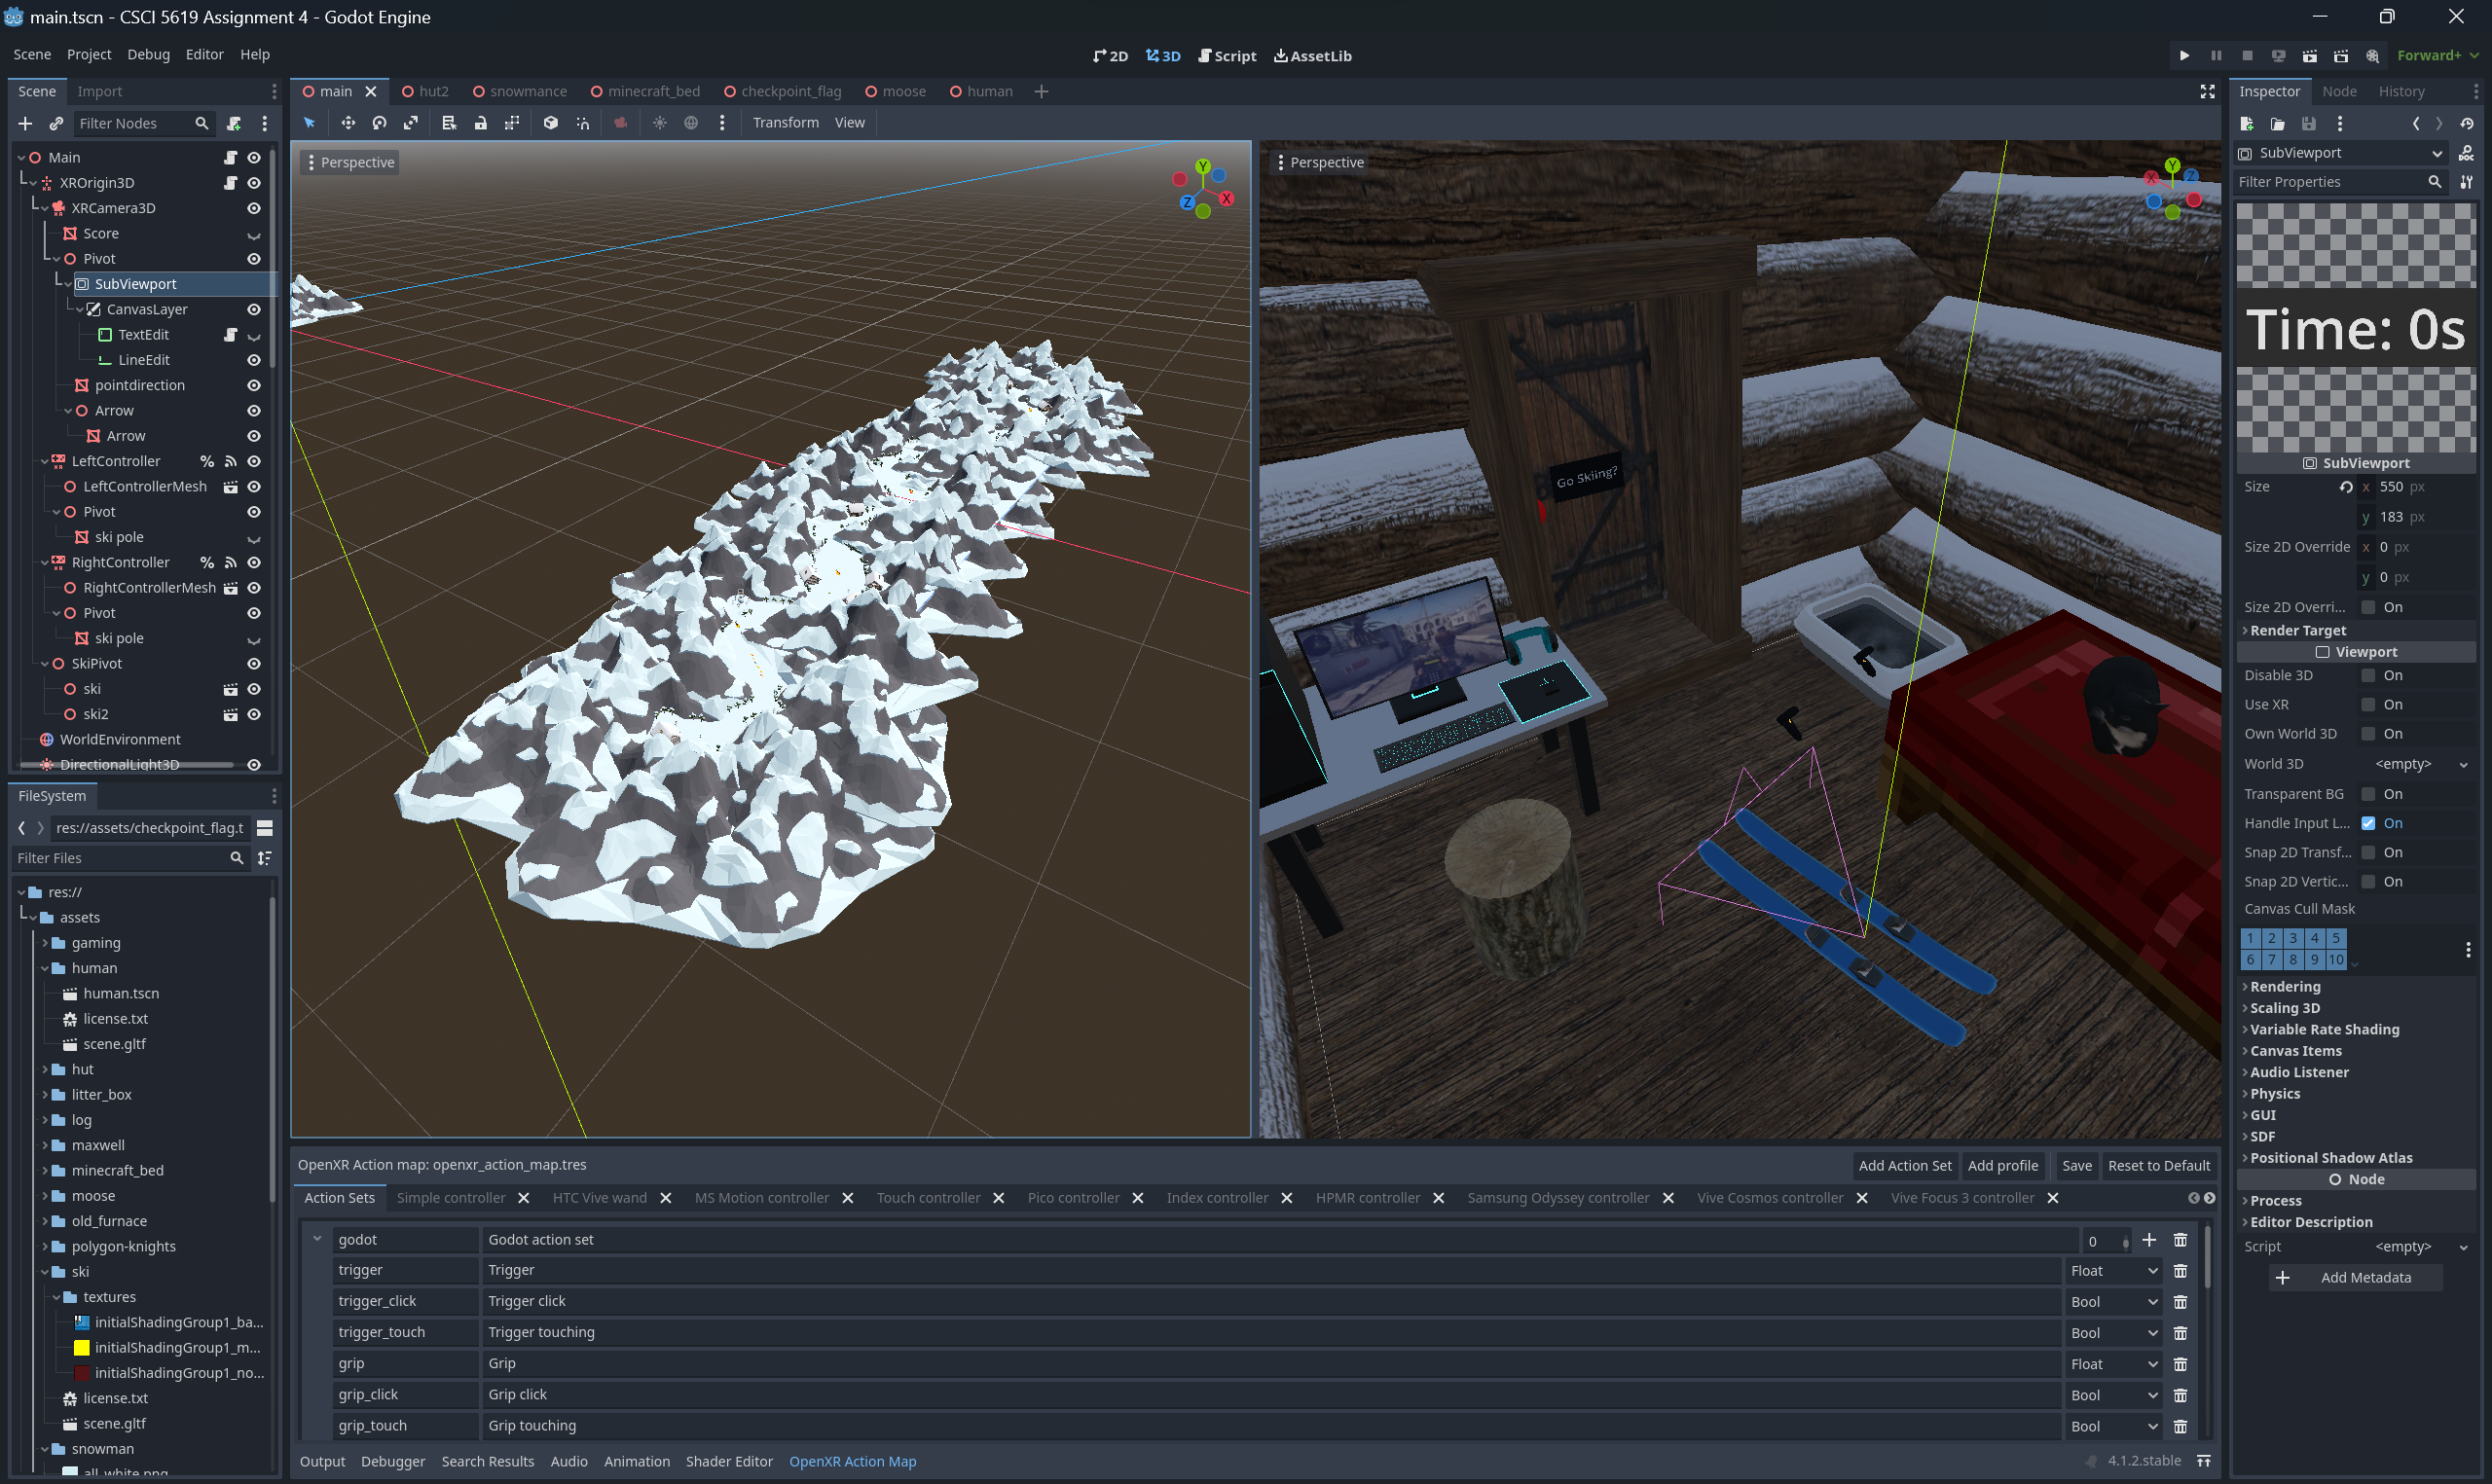 main.tscn - CSCI 5619 Assignment 4 - Godot Engine
Scene Project Debug Editor Help
2D 3D Script AssetLib
Forward+
Scene Import
Filter Nodes
Main
XROrigin3D
XRCamera3D
Score
Pivot
SubViewport
CanvasLayer
TextEdit
LineEdit
pointdirection
Arrow
Arrow
LeftController
LeftControllerMesh
Pivot
ski pole
RightController
RightControllerMesh
Pivot
ski pole
SkiPivot
ski
ski2
WorldEnvironment
DirectionalLight3D
FileSystem
res://assets/checkpoint_flag.t
Filter Files
res://
assets
gaming
human
human.tscn
license.txt
scene.gltf
hut
litter_box
log
maxwell
minecraft_bed
moose
old_furnace
polygon-knights
ski
textures
initialShadingGroup1_ba...
initialShadingGroup1_m...
initialShadingGroup1_no...
license.txt
scene.gltf
snowman
all_white.png
main hut2 snowmance minecraft_bed checkpoint_flag moose human
Transform View
Perspective
Y
X
Z
Perspective
Y
X
Z
Go Skiing?
OpenXR Action map: openxr_action_map.tres
Add Action Set Add profile Save Reset to Default
Action Sets Simple controller HTC Vive wand MS Motion controller Touch controller Pico controller Index controller HPMR controller Samsung Odyssey controller Vive Cosmos controller Vive Focus 3 controller
godot Godot action set 0
trigger Trigger Float
trigger_click Trigger click Bool
trigger_touch Trigger touching Bool
grip Grip Float
grip_click Grip click Bool
grip_touch Grip touching Bool
Output Debugger Search Results Audio Animation Shader Editor OpenXR Action Map
4.1.2.stable
Inspector Node History
SubViewport
Filter Properties
Time: 0s
SubViewport
Size x 550 px
y 183 px
Size 2D Override x 0 px
y 0 px
Size 2D Overri... On
Render Target
Viewport
Disable 3D On
Use XR On
Own World 3D On
World 3D <empty>
Transparent BG On
Handle Input L... On
Snap 2D Transf... On
Snap 2D Vertic... On
Canvas Cull Mask
1 2 3 4 5
6 7 8 9 10
Rendering
Scaling 3D
Variable Rate Shading
Canvas Items
Audio Listener
Physics
GUI
SDF
Positional Shadow Atlas
Node
Process
Editor Description
Script <empty>
Add Metadata